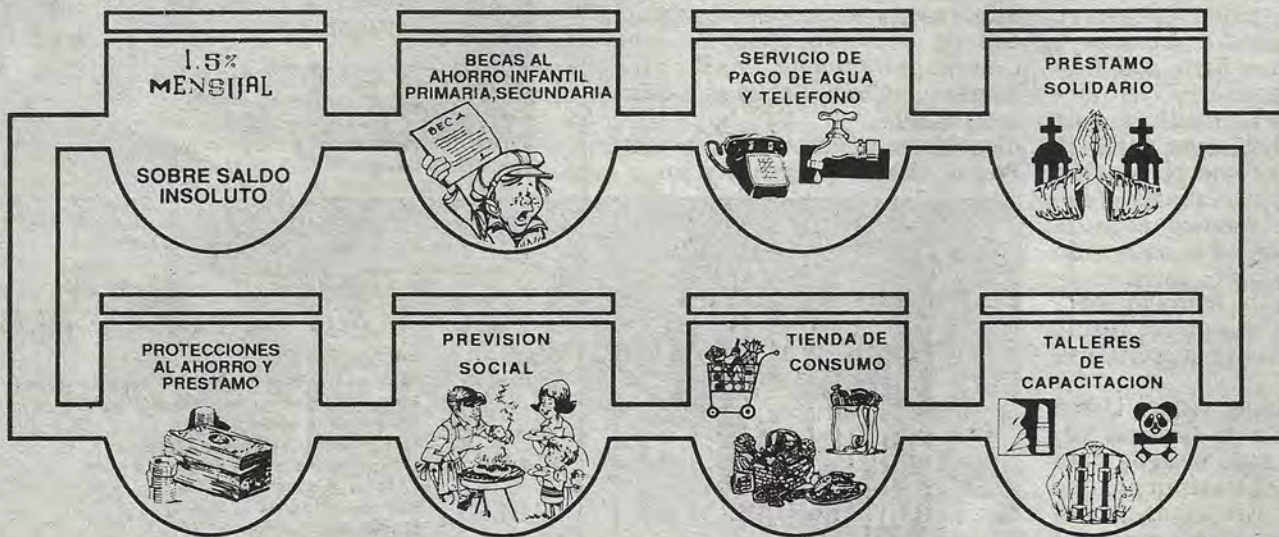 1.5%
MENSUAL
SOBRE SALDO
INSOLUTO
BECAS AL
AHORRO INFANTIL
PRIMARIA,SECUNDARIA
BECA
SERVICIO DE
PAGO DE AGUA
Y TELEFONO
PRESTAMO
SOLIDARIO
PROTECCIONES
AL AHORRO Y
PRESTAMO
PREVISION
SOCIAL
TIENDA DE
CONSUMO
TALLERES
DE
CAPACITACION